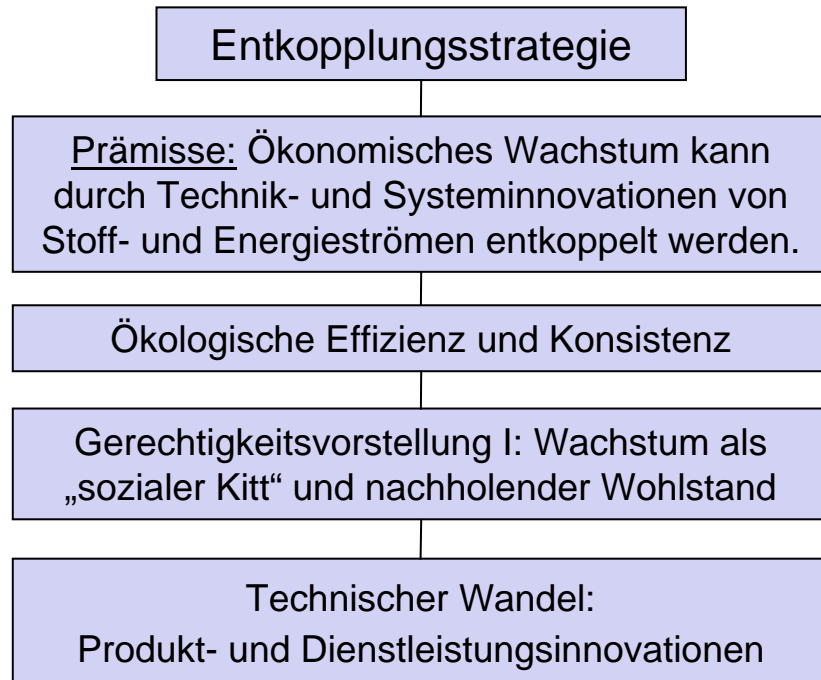 Entkopplungsstrategie
Prämisse: Ökonomisches Wachstum kann
durch Technik- und Systeminnovationen von
Stoff- und Energieströmen entkoppelt werden.
Ökologische Effizienz und Konsistenz
Gerechtigkeitsvorstellung I: Wachstum als
„sozialer Kitt“ und nachholender Wohlstand
Technischer Wandel:
Produkt- und Dienstleistungsinnovationen